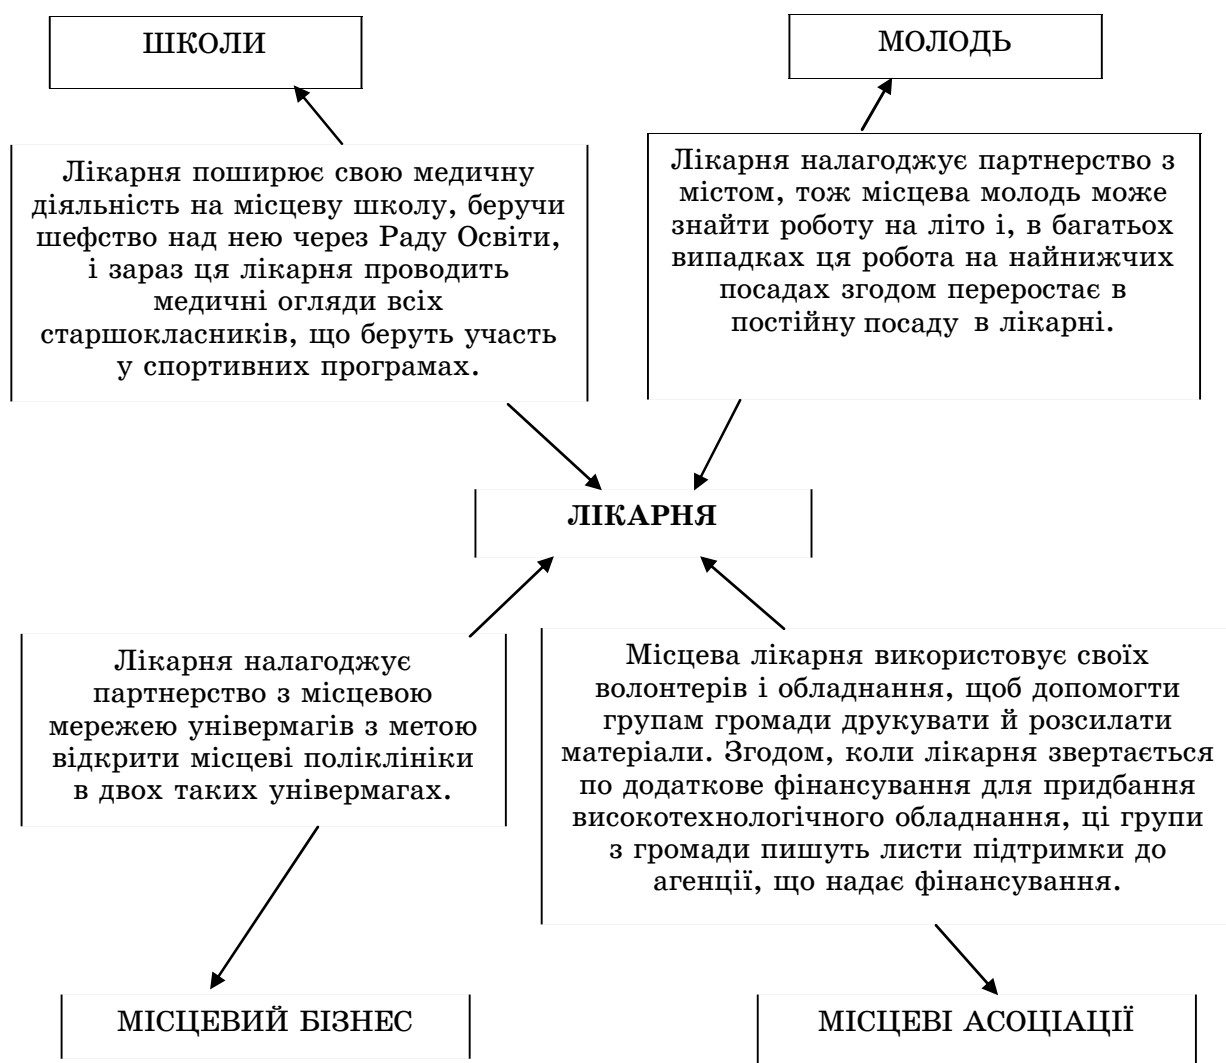 ШКОЛИ
МОЛОДЬ
Лікарня поширює свою медичну
діяльність на місцеву школу, беручи
шефство над нею через Раду Освіти,
і зараз ця лікарня проводить
медичні огляди всіх
старшокласників, що беруть участь
у спортивних програмах.
Лікарня налагоджує партнерство з
містом, тож місцева молодь може
знайти роботу на літо і, в багатьох
випадках ця робота на найнижчих
посадах згодом переростає в
постійну посаду в лікарні.
ЛІКАРНЯ
Лікарня налагоджує
партнерство з місцевою
мережею універмагів з метою
відкрити місцеві поліклініки
в двох таких універмагах.
Місцева лікарня використовує своїх
волонтерів і обладнання, щоб допомогти
групам громади друкувати й розсилати
матеріали. Згодом, коли лікарня звертається
по додаткове фінансування для придбання
високотехнологічного обладнання, ці групи
з громади пишуть листи підтримки до
агенції, що надає фінансування.
МІСЦЕВИЙ БІЗНЕС
МІСЦЕВІ АСОЦІАЦІЇ